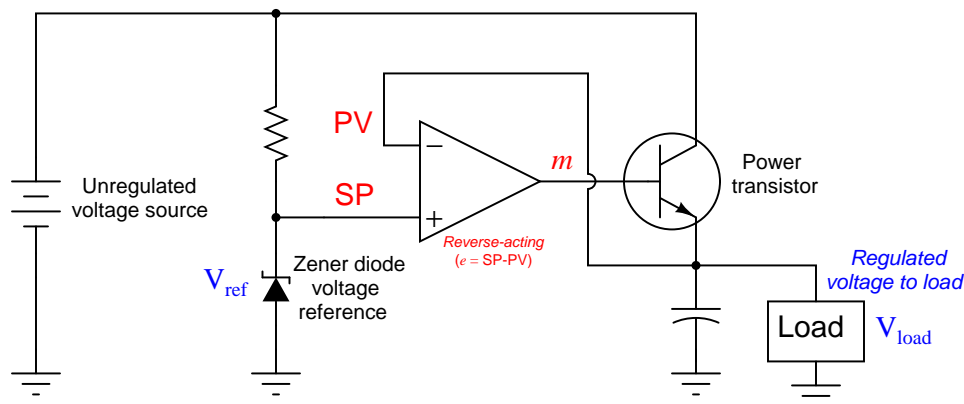 PV
m
Power
transistor
Unregulated
voltage source
SP
−
+
Reverse-acting
(e = SP-PV)
Zener diode
voltage
reference
Vref
Regulated
voltage to load
Load
Vload